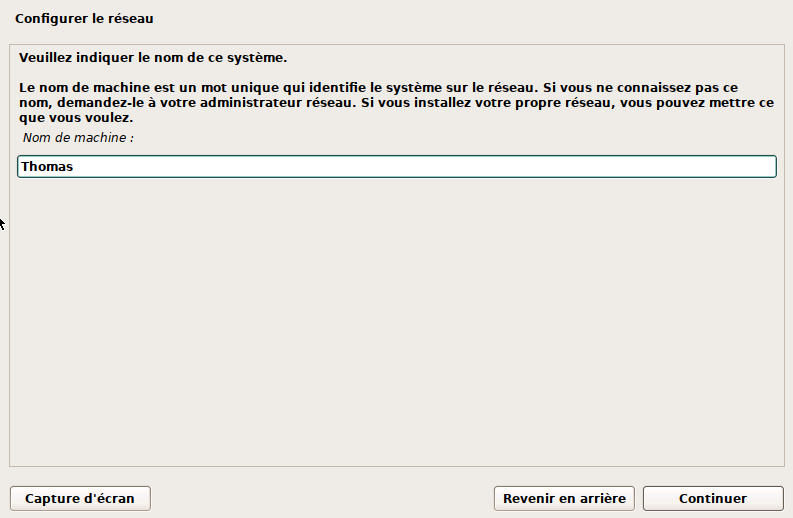 Configurer le réseau
Veuillez indiquer le nom de ce système.
Le nom de machine est un mot unique qui identifie le système sur le réseau. Si vous ne connaissez pas ce
nom, demandez-le à votre administrateur réseau. Si vous installez votre propre réseau, vous pouvez mettre ce
que vous voulez.
Nom de machine :
Thomas
Capture d'écran
Revenir en arrière
Continuer